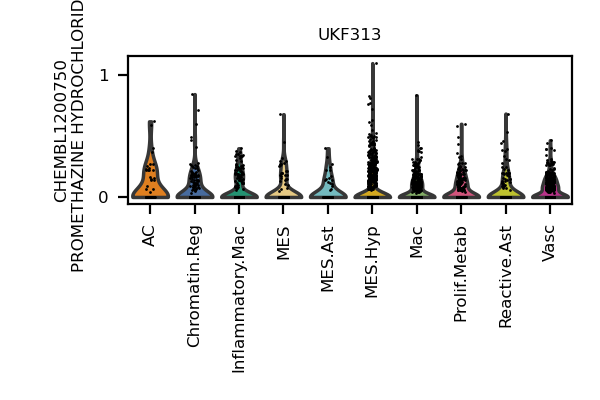 UKF313
CHEMBL1200750
PROMETHAZINE HYDROCHLORID
1
0
AC
Chromatin.Reg
Inflammatory.Mac
MES
MES.Ast
MES.Hyp
Mac
Prolif.Metab
Reactive.Ast
Vasc